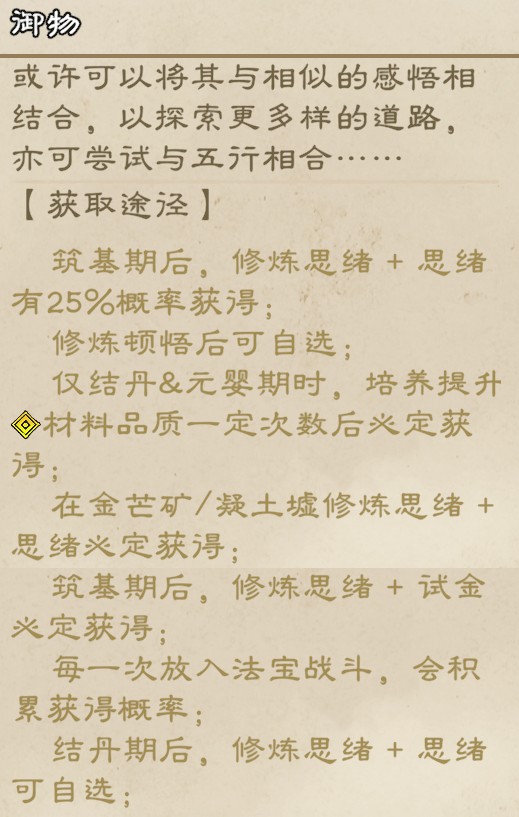 御物
或许可以将其与相似的感悟相
结合，以探索更多样的道路，
亦可尝试与五行相合……
【获取途径】
筑基期后，修炼思绪 + 思绪
有25%概率获得；
修炼顿悟后可自选；
仅结丹&元婴期时，培养提升
材料品质一定次数后必定获
得；
在金芒矿/凝土墟修炼思绪 +
思绪必定获得；
筑基期后，修炼思绪 + 试金
必定获得；
每一次放入法宝战斗，会积
累获得概率；
结丹期后，修炼思绪 + 思绪
可自选；